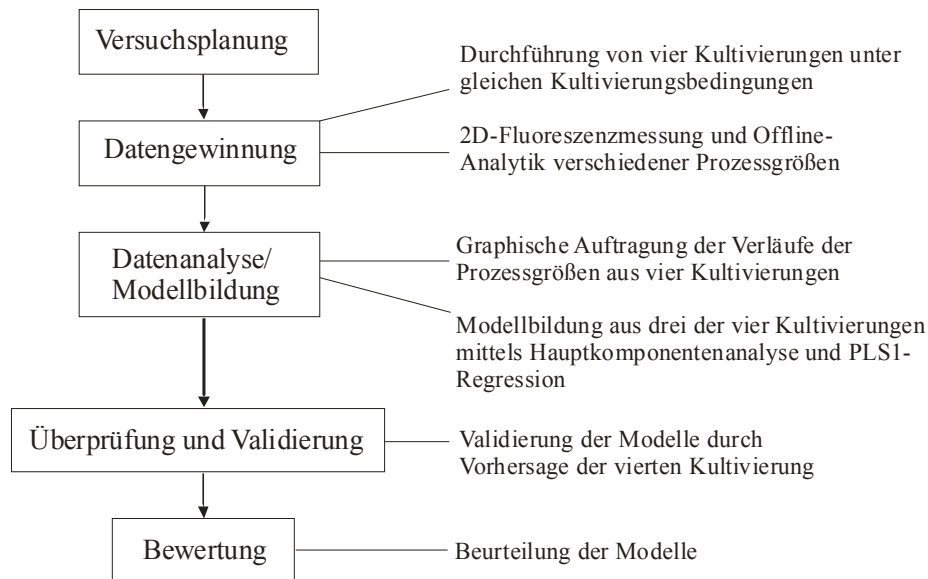 Versuchsplanung
Durchführung von vier Kultivierungen unter
gleichen Kultivierungsbedingungen
Datengewinnung
2D-Fluoreszenzmessung und Offline-
Analytik verschiedener Prozessgrößen
Datenanalyse/
Modellbildung
Graphische Auftragung der Verläufe der
Prozessgrößen aus vier Kultivierungen
Modellbildung aus drei der vier Kultivierungen
mittels Hauptkomponentenanalyse und PLS1-
Regression
Überprüfung und Validierung
Validierung der Modelle durch
Vorhersage der vierten Kultivierung
Bewertung
Beurteilung der Modelle